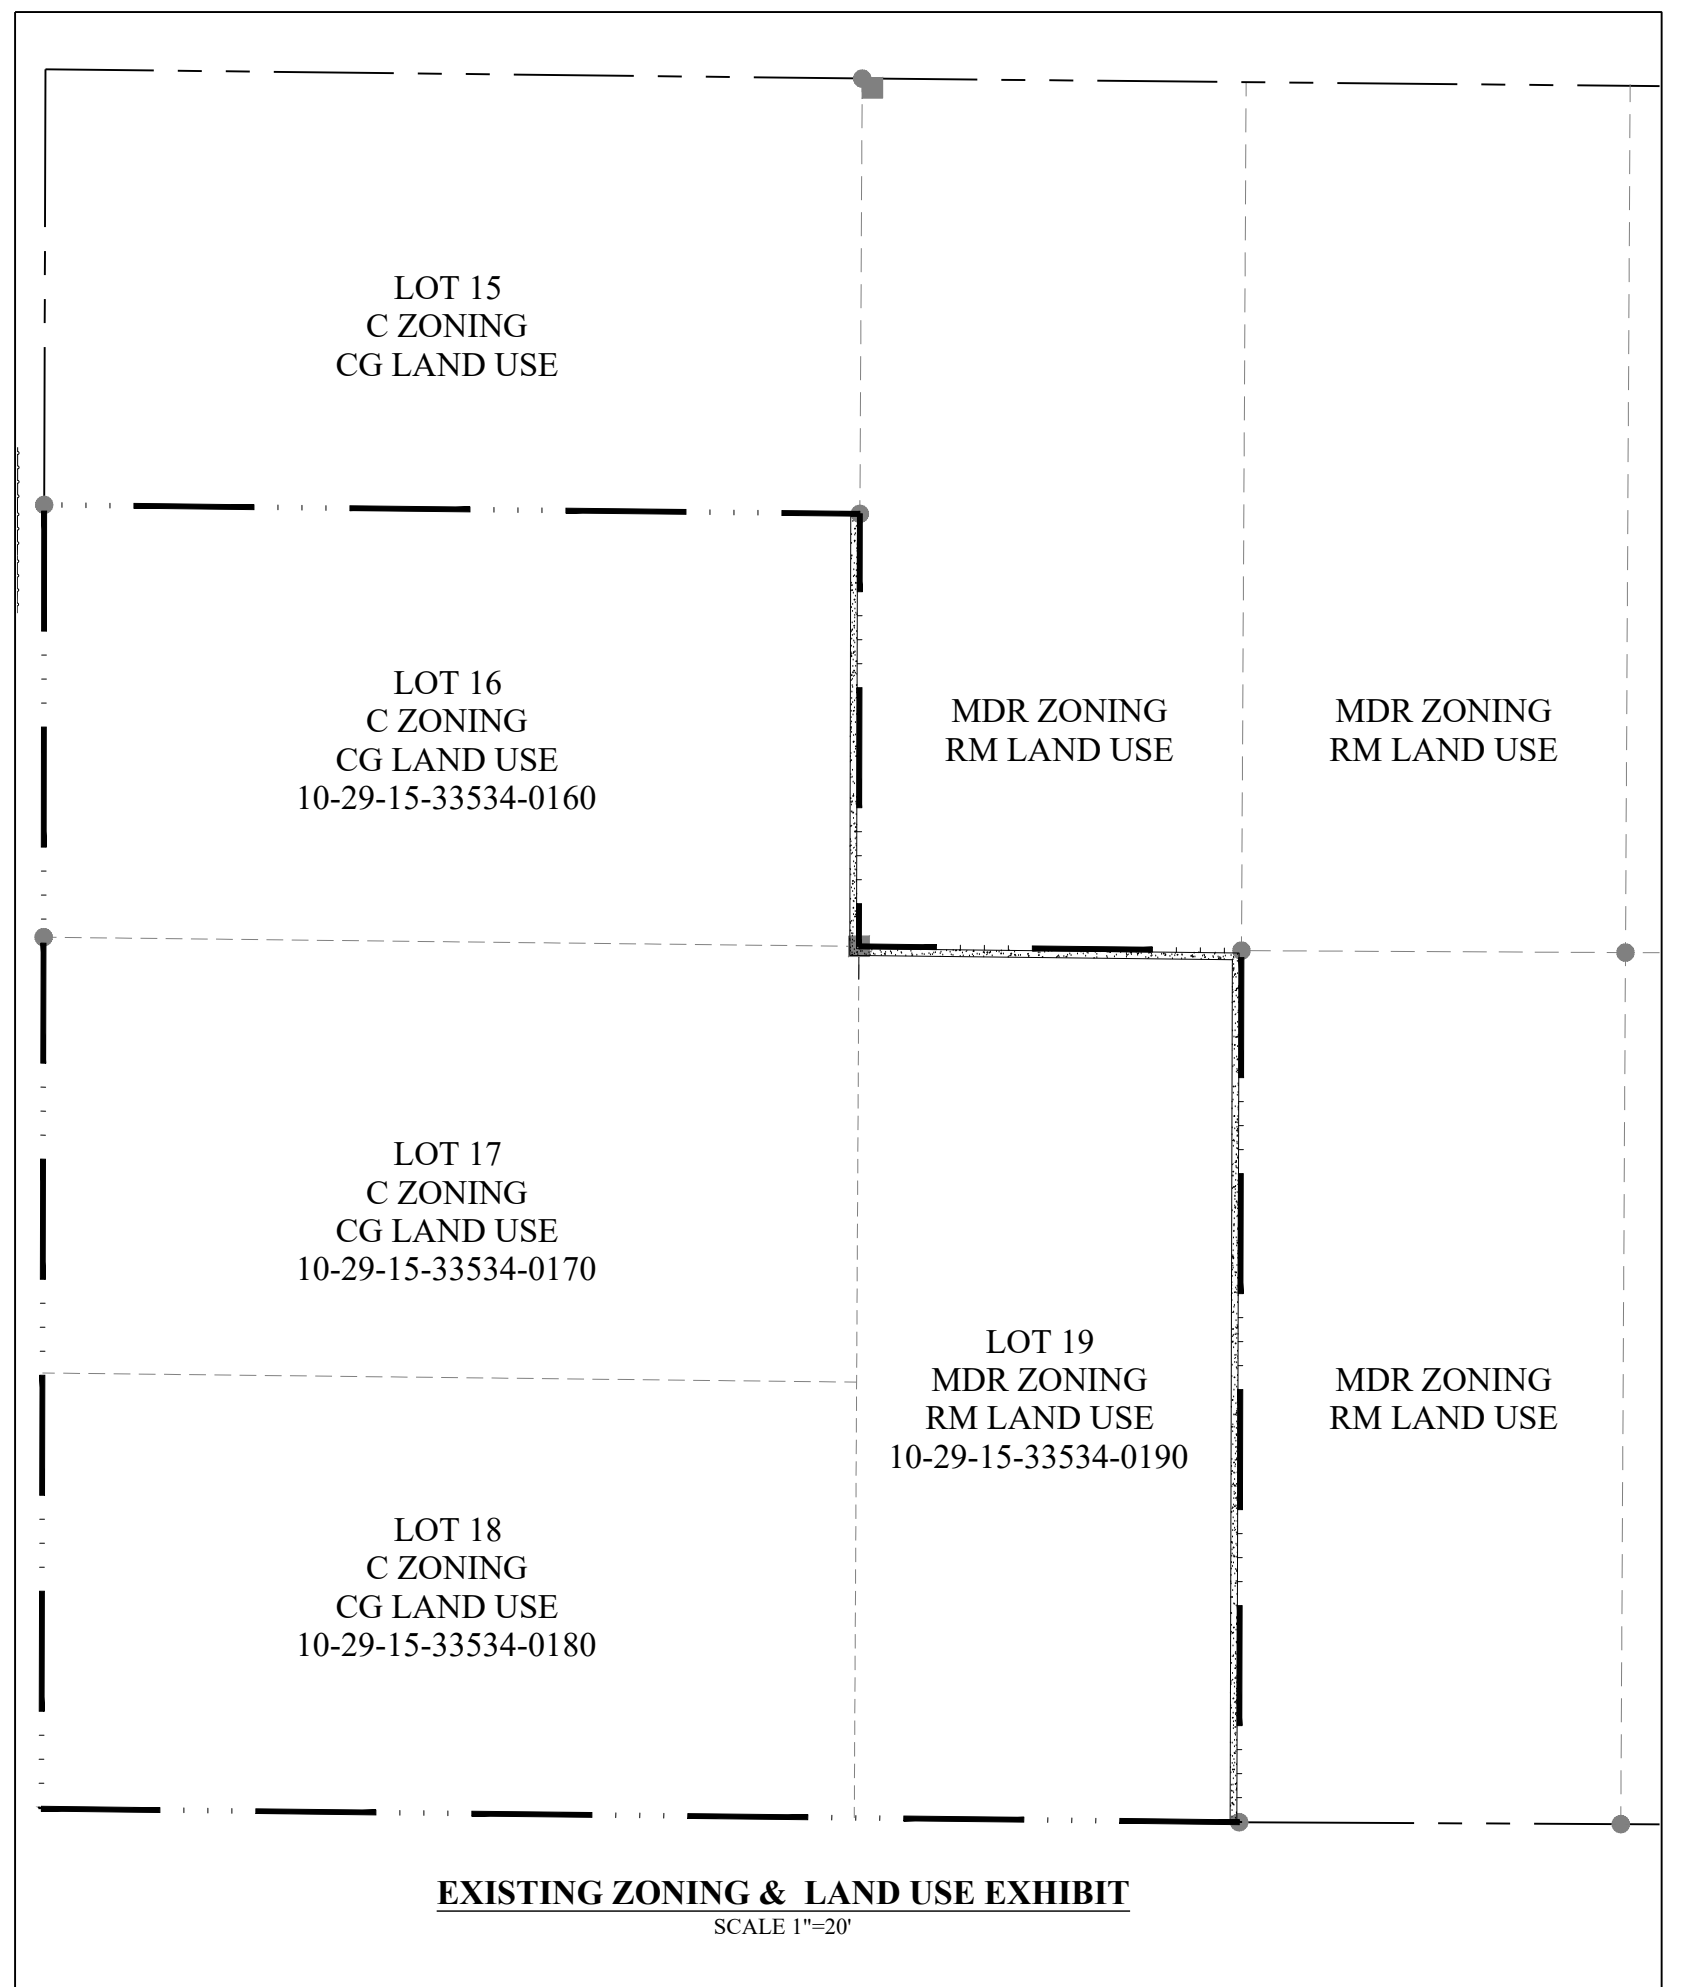 LOT 15
C ZONING
CG LAND USE
LOT 16
C ZONING
CG LAND USE
10-29-15-33534-0160
MDR ZONING
RM LAND USE
MDR ZONING
RM LAND USE
LOT 17
C ZONING
CG LAND USE
10-29-15-33534-0170
LOT 19
MDR ZONING
RM LAND USE
10-29-15-33534-0190
MDR ZONING
RM LAND USE
LOT 18
C ZONING
CG LAND USE
10-29-15-33534-0180
EXISTING ZONING & LAND USE EXHIBIT
SCALE 1"=20'